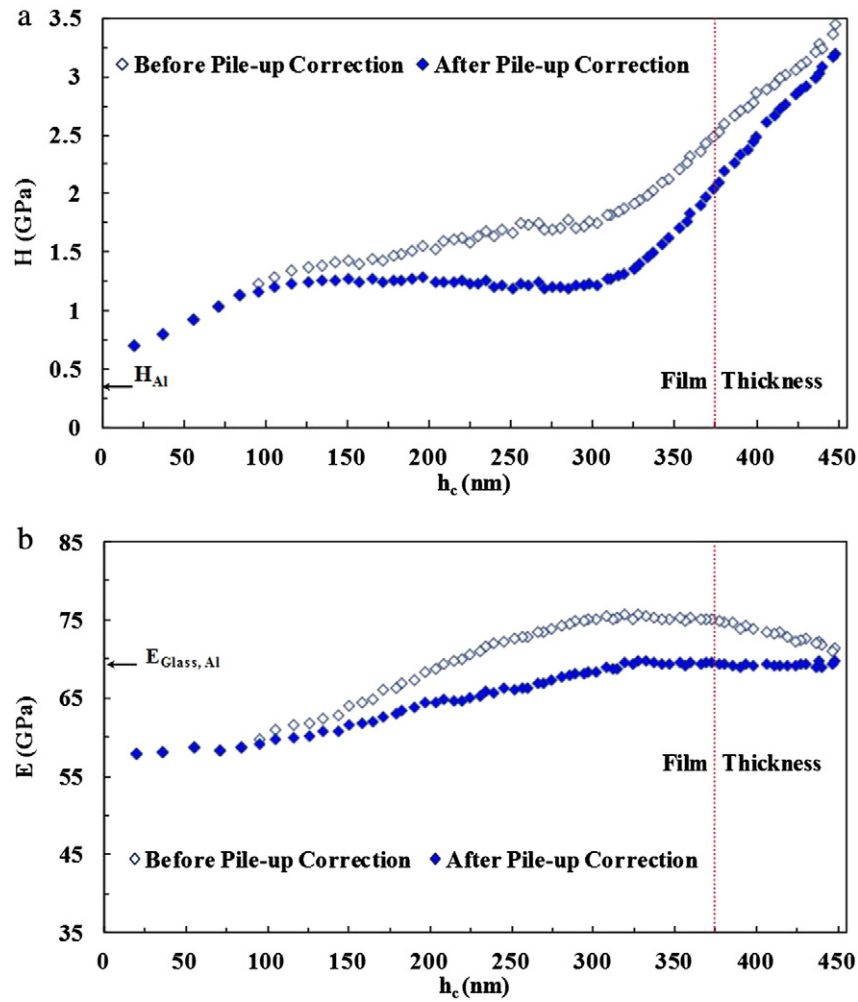 a
3.5
3
2.5
2
1.5
1
0.5
0
H (GPa)
Before Pile-up Correction After Pile-up Correction
H_Al
Film Thickness
0 50 100 150 200 250 300 350 400 450
h_c (nm)
b
85
75
65
55
45
35
E (GPa)
E_Glass, Al
Film Thickness
Before Pile-up Correction After Pile-up Correction
0 50 100 150 200 250 300 350 400 450
h_c (nm)